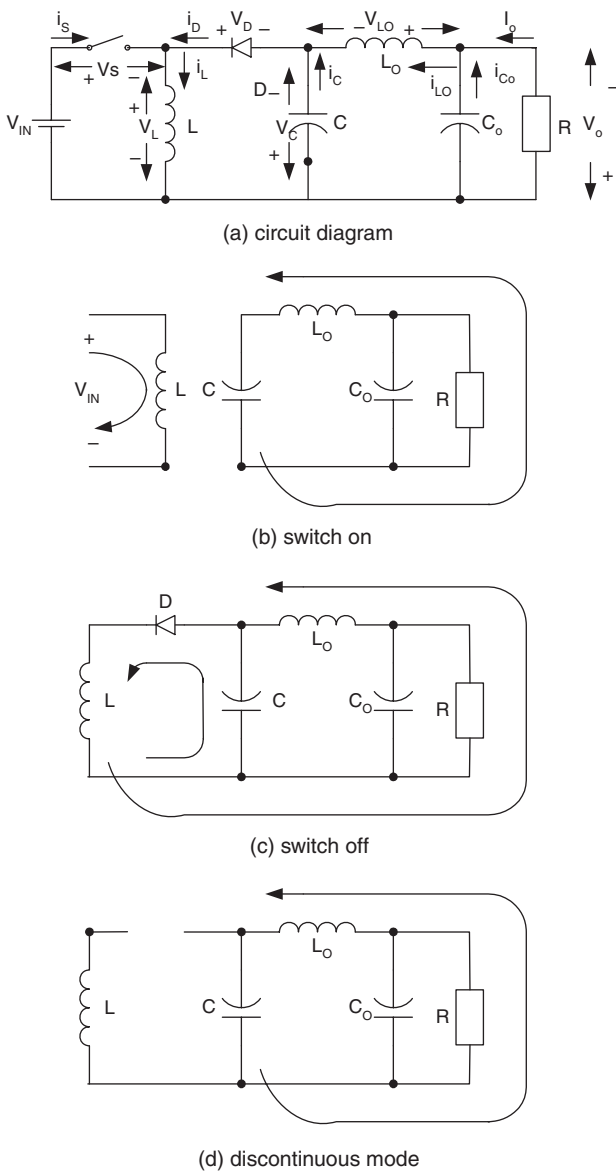 i_S V_D – V_LO + I_o
i_D + –
+ Vs – i_L D – i_C L_O i_LO i_Co –
V_IN + V_L – L V_C + C C_o R V_o +
(a) circuit diagram
L_O
+ V_IN – L C C_O R
(b) switch on
D
L_O
L C C_O R
(c) switch off
L_O
L C C_O R
(d) discontinuous mode